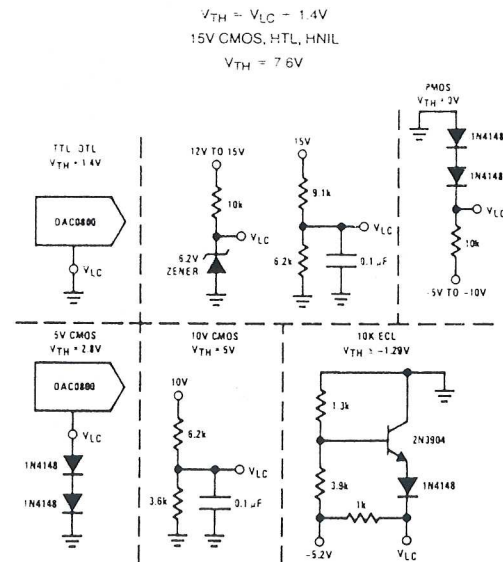 VTH = VLC + 1.4V
15V CMOS, HTL, HNIL
VTH = 7.6V
TTL DTL
VTH = 1.4V
DAC0800
VLC
12V TO 15V
10k
VLC
6.2V
ZENER
15V
9.1k
VLC
6.2k
0.1 µF
PMOS
VTH = 0V
1N4148
1N4148
VLC
10k
-5V TO -10V
5V CMOS
VTH = 2.8V
DAC0800
VLC
1N4148
1N4148
10V CMOS
VTH = 5V
10V
6.2k
VLC
3.6k
0.1 µF
10K ECL
VTH = -1.29V
1.3k
2N3904
3.9k
1N4148
1k
-5.2V
VLC